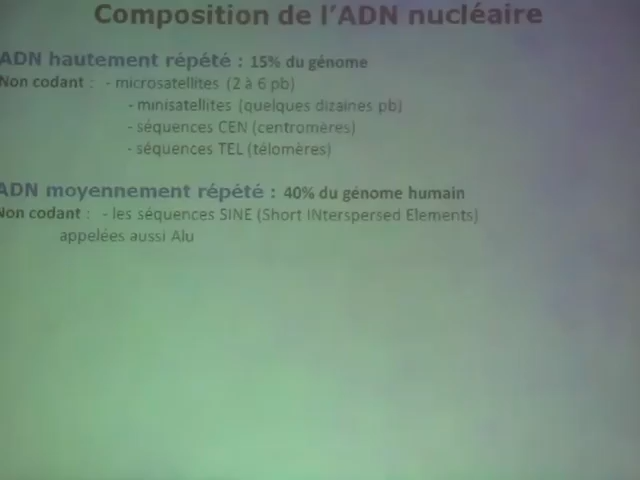 Composition de l'ADN nucléaire
ADN hautement répété : 15% du génome
Non codant : - microsatellites (2 à 6 pb)
- minisatellites (quelques dizaines pb)
- séquences CEN (centromères)
- séquences TEL (télomères)
ADN moyennement répété : 40% du génome humain
Non codant : - les séquences SINE (Short INterspersed Elements)
appelées aussi Alu